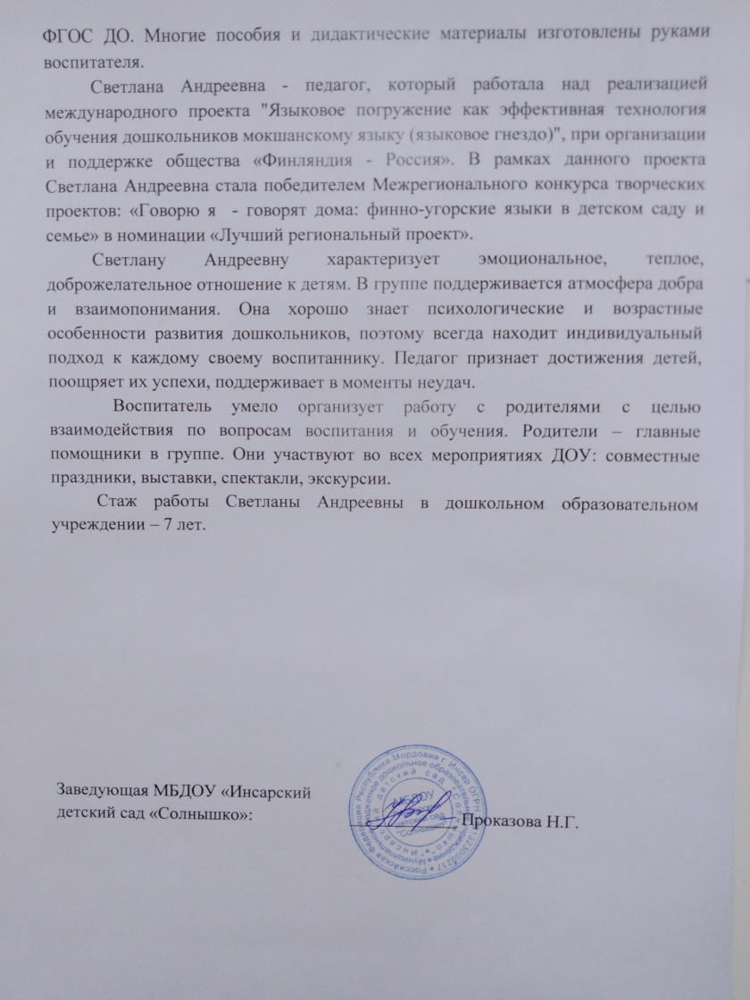 ФГОС ДО. Многие пособия и дидактические материалы изготовлены руками
воспитателя.
Светлана Андреевна - педагог, который работала над реализацией
международного проекта "Языковое погружение как эффективная технология
обучения дошкольников мокшанскому языку (языковое гнездо)", при организации
и поддержке общества «Финляндия - Россия». В рамках данного проекта
Светлана Андреевна стала победителем Межрегионального конкурса творческих
проектов: «Говорю я - говорят дома: финно-угорские языки в детском саду и
семье» в номинации «Лучший региональный проект».
Светлану Андреевну характеризует эмоциональное, теплое,
доброжелательное отношение к детям. В группе поддерживается атмосфера добра
и взаимопонимания. Она хорошо знает психологические и возрастные
особенности развития дошкольников, поэтому всегда находит индивидуальный
подход к каждому своему воспитаннику. Педагог признает достижения детей,
поощряет их успехи, поддерживает в моменты неудач.
Воспитатель умело организует работу с родителями с целью
взаимодействия по вопросам воспитания и обучения. Родители – главные
помощники в группе. Они участвуют во всех мероприятиях ДОУ: совместные
праздники, выставки, спектакли, экскурсии.
Стаж работы Светланы Андреевны в дошкольном образовательном
учреждении – 7 лет.
Заведующая МБДОУ «Инсарский
детский сад «Солнышко»:
Проказова Н.Г.
Российская Федерация Республика Мордовия г. Инсар ОГРН
Муниципальное бюджетное дошкольное образовательное учреждение
Инсарский детский сад "Солнышко"
МБДОУ
детский сад
"Солнышко"